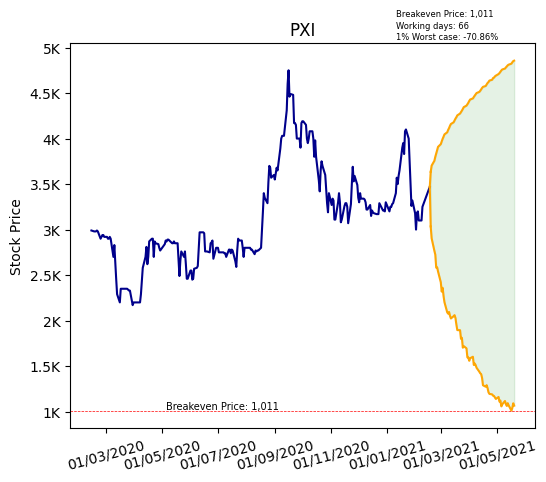 Breakeven Price: 1,011
Working days: 66
1% Worst case: -70.86%
PXI
5K
4.5K
4K
3.5K
3K
2.5K
2K
1.5K
1K
Stock Price
Breakeven Price: 1,011
01/03/2020
01/05/2020
01/07/2020
01/09/2020
01/11/2020
01/01/2021
01/03/2021
01/05/2021